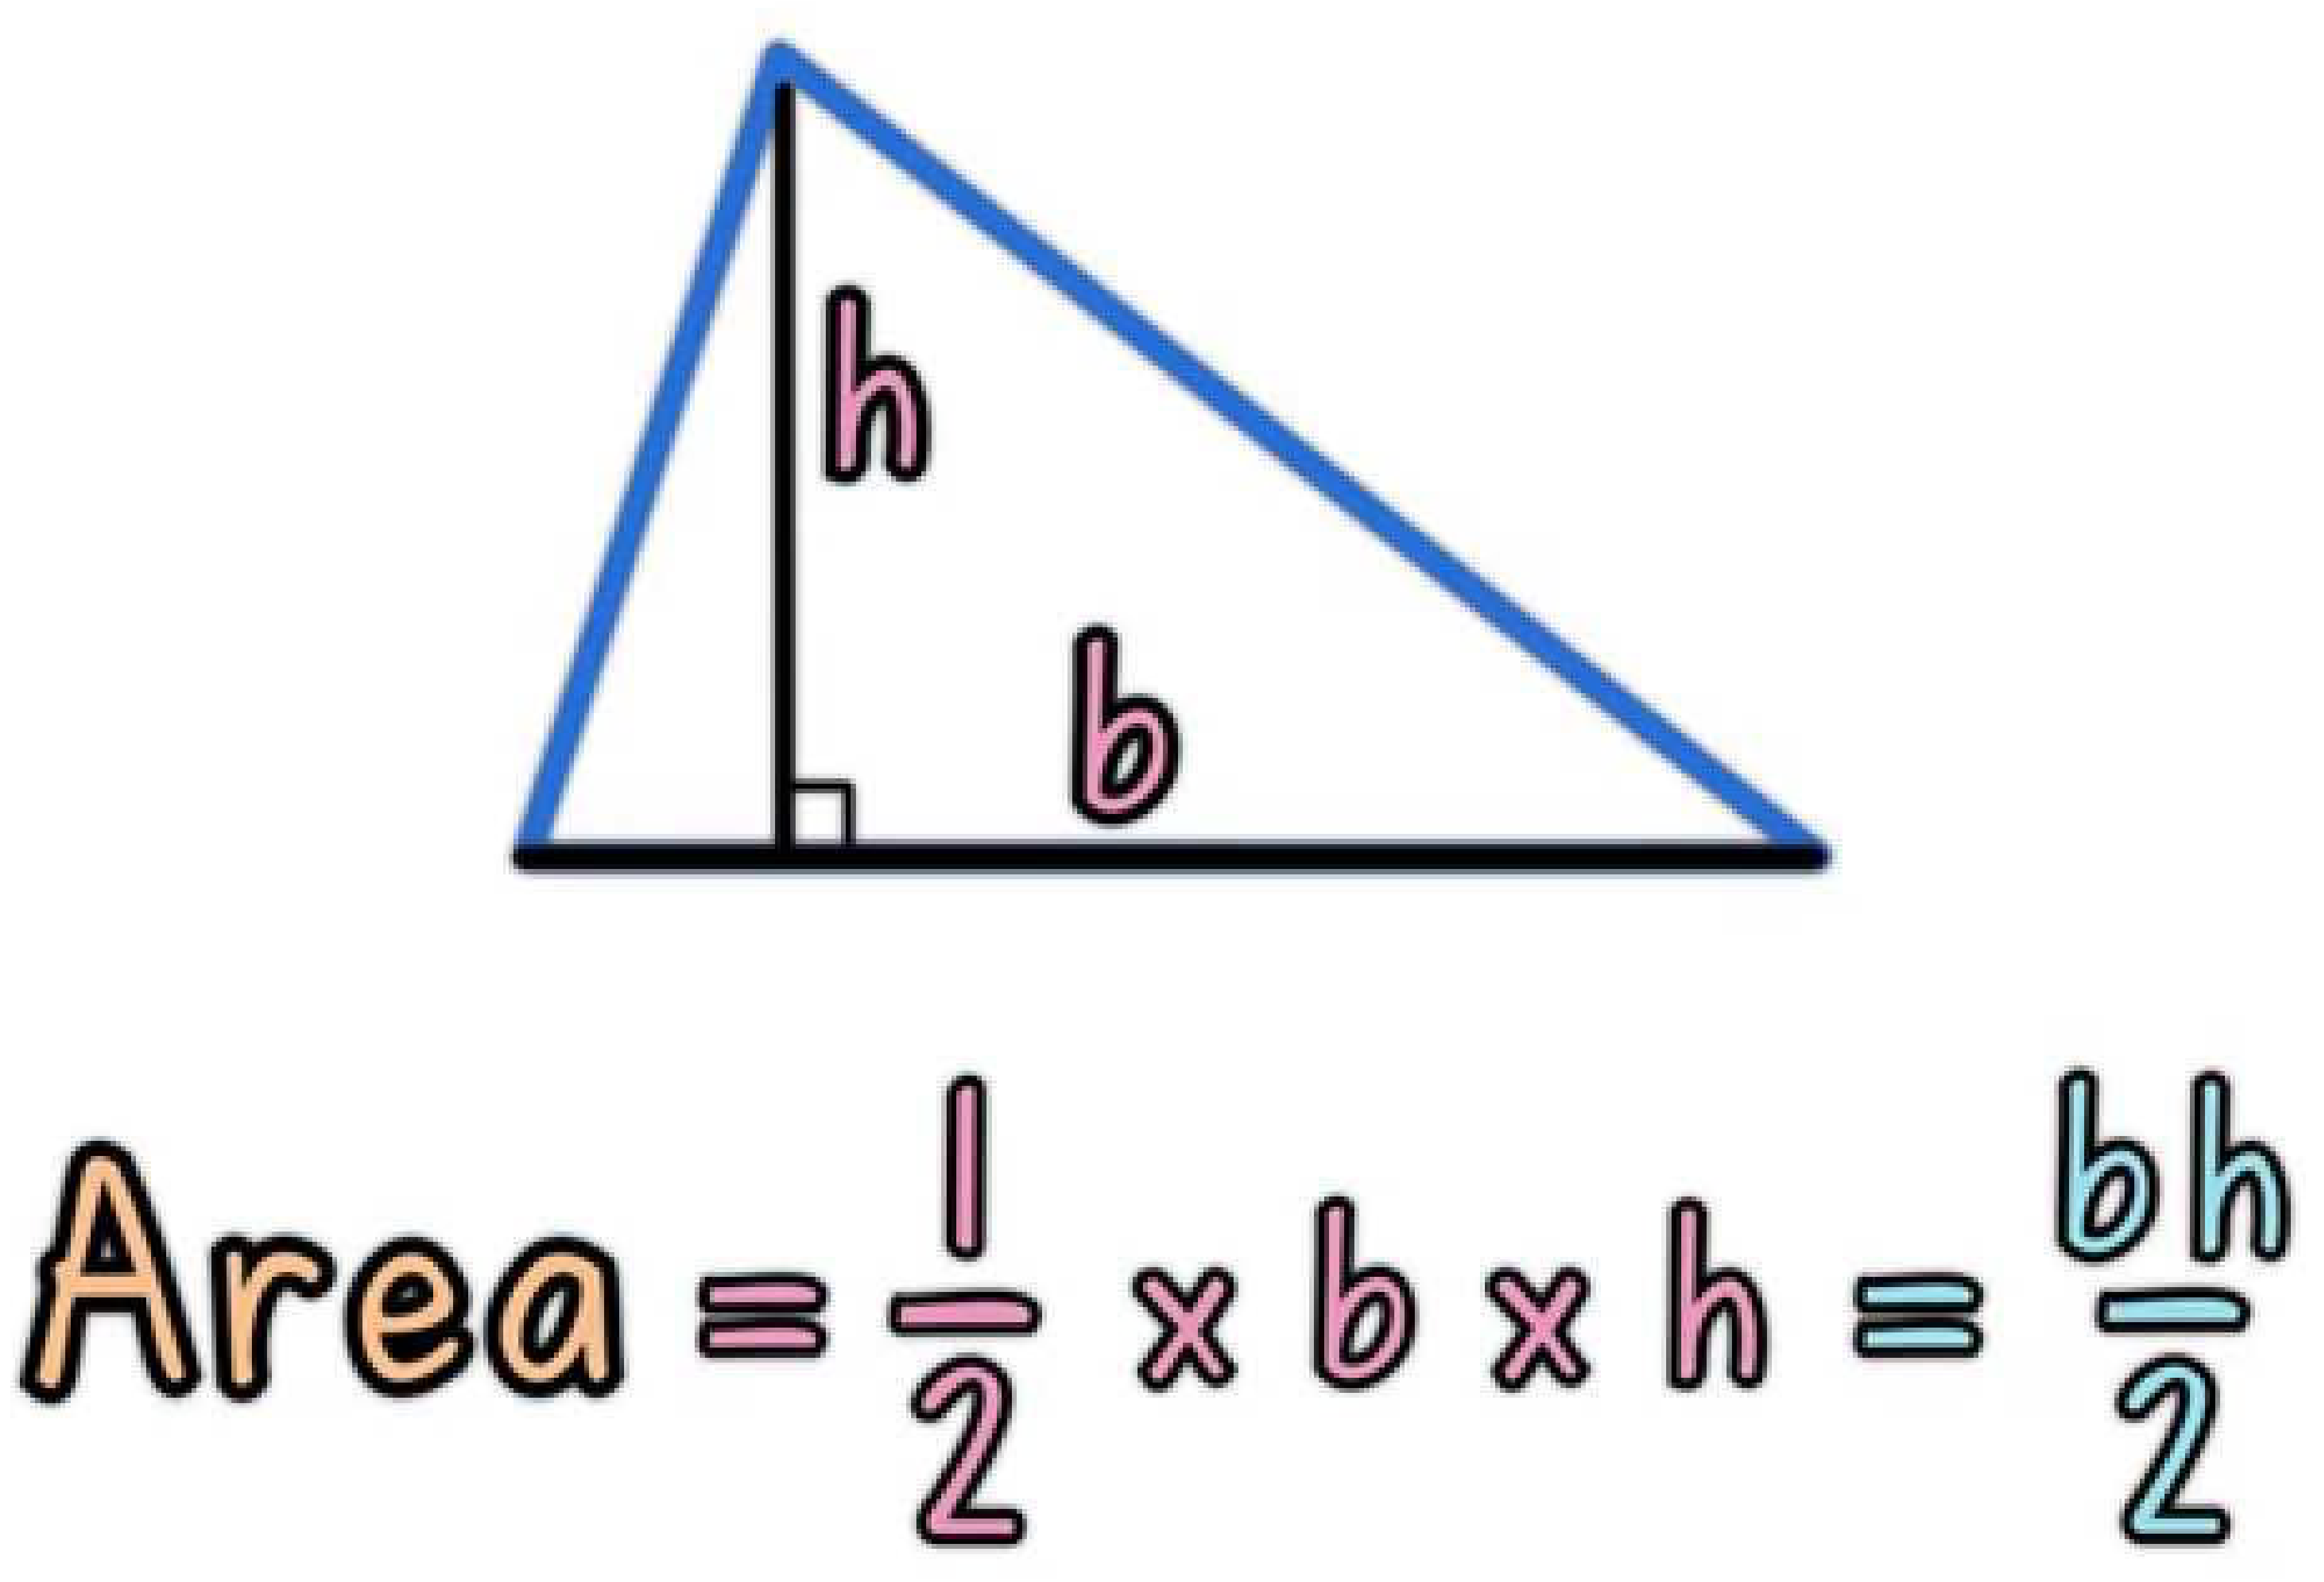 h
b
Area = 1/2 x b x h = bh/2